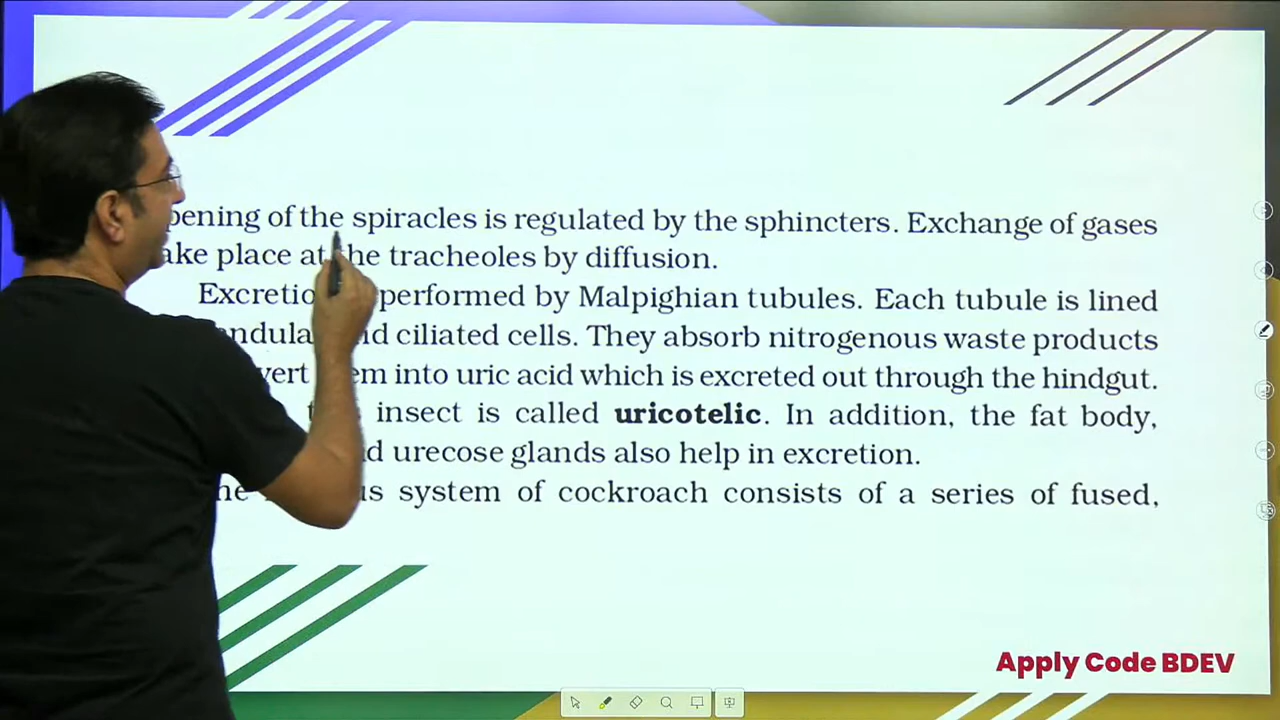 pening of the spiracles is regulated by the sphincters. Exchange of gases
ake place at the tracheoles by diffusion.
Excretio performed by Malpighian tubules. Each tubule is lined
andula nd ciliated cells. They absorb nitrogenous waste products
vert em into uric acid which is excreted out through the hindgut.
t insect is called uricotelic. In addition, the fat body,
d urecose glands also help in excretion.
he s system of cockroach consists of a series of fused,
Apply Code BDEV